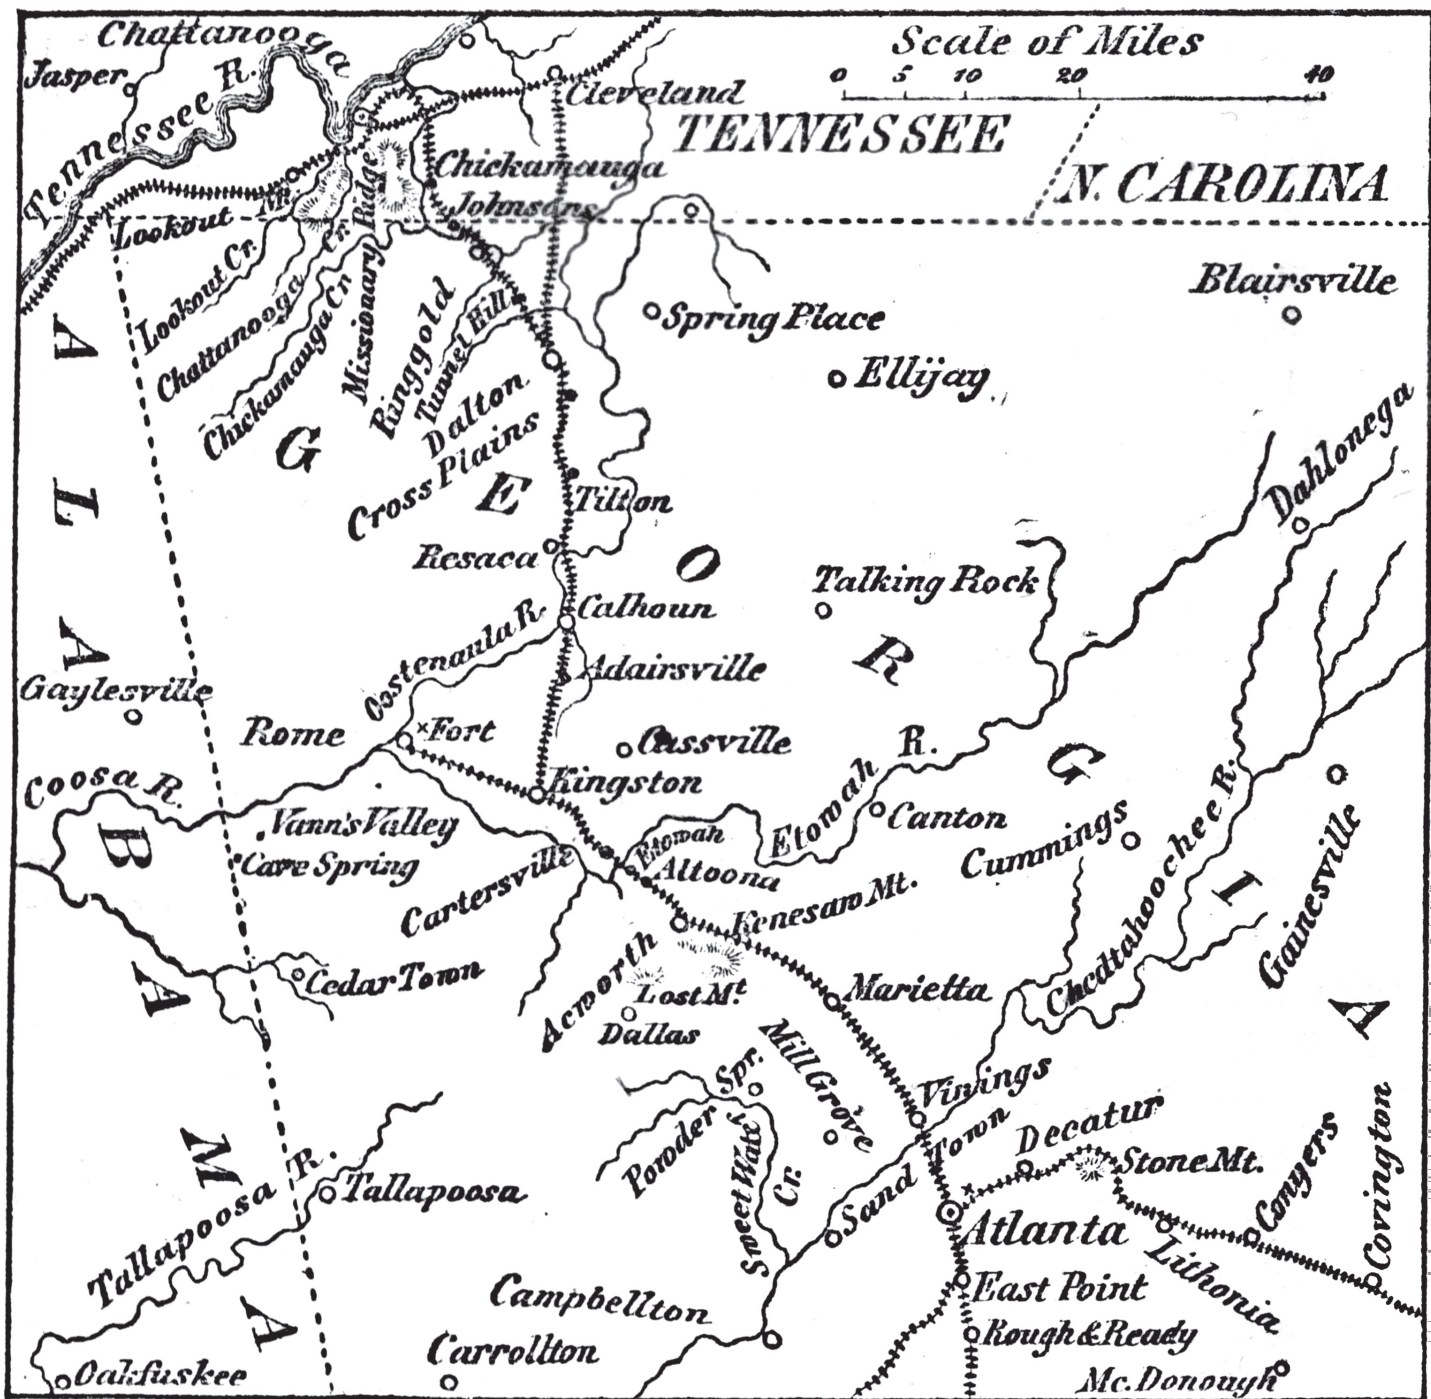 Chattanooga
Scale of Miles
0 5 10 20 40
Jasper
Tennessee R.
Cleveland
TENNESSEE
N. CAROLINA
Chickamauga
Johnsons
Lookout Mt.
Lookout Cr.
Chattanooga Cr.
Chickamauga Cr
Missionary Ridge
Ringgold
Tunnel Hill
Spring Place
Blairsville
Ellijay
Dalton
Cross Plains
Tilton
Dahlonega
Resaca
Talking Rock
Calhoun
Oostenaula R.
Adairsville
Gaylesville
Rome
Fort
Cassville
Kingston
Coosa R.
Vann's Valley
Cave Spring
Etowah
Etowah R.
Canton
Cummings
Chcdtahoochee R.
Gainesville
Cartersville
Altoona
Kenesaw Mt.
Acworth
Cedar Town
Lost Mt.
Dallas
Marietta
Mill Grove
Vinings
Powder Spr.
Sweet Water Cr.
Sand Town
Decatur
Stone Mt.
Conyers
Covington
Tallapoosa R.
Tallapoosa
Atlanta
Lithonia
East Point
Campbellton
Rough & Ready
Carrollton
Mc. Donough
Oakfuskee
ALABAMA
GEORGIA